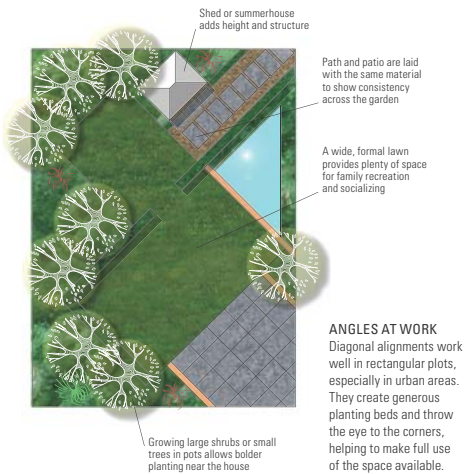 Shed or summerhouse
adds height and structure
Path and patio are laid
with the same material
to show consistency
across the garden
A wide, formal lawn
provides plenty of space
for family recreation
and socializing
ANGLES AT WORK
Diagonal alignments work
well in rectangular plots,
especially in urban areas.
They create generous
planting beds and throw
the eye to the corners,
helping to make full use
of the space available.
Growing large shrubs or small
trees in pots allows bolder
planting near the house